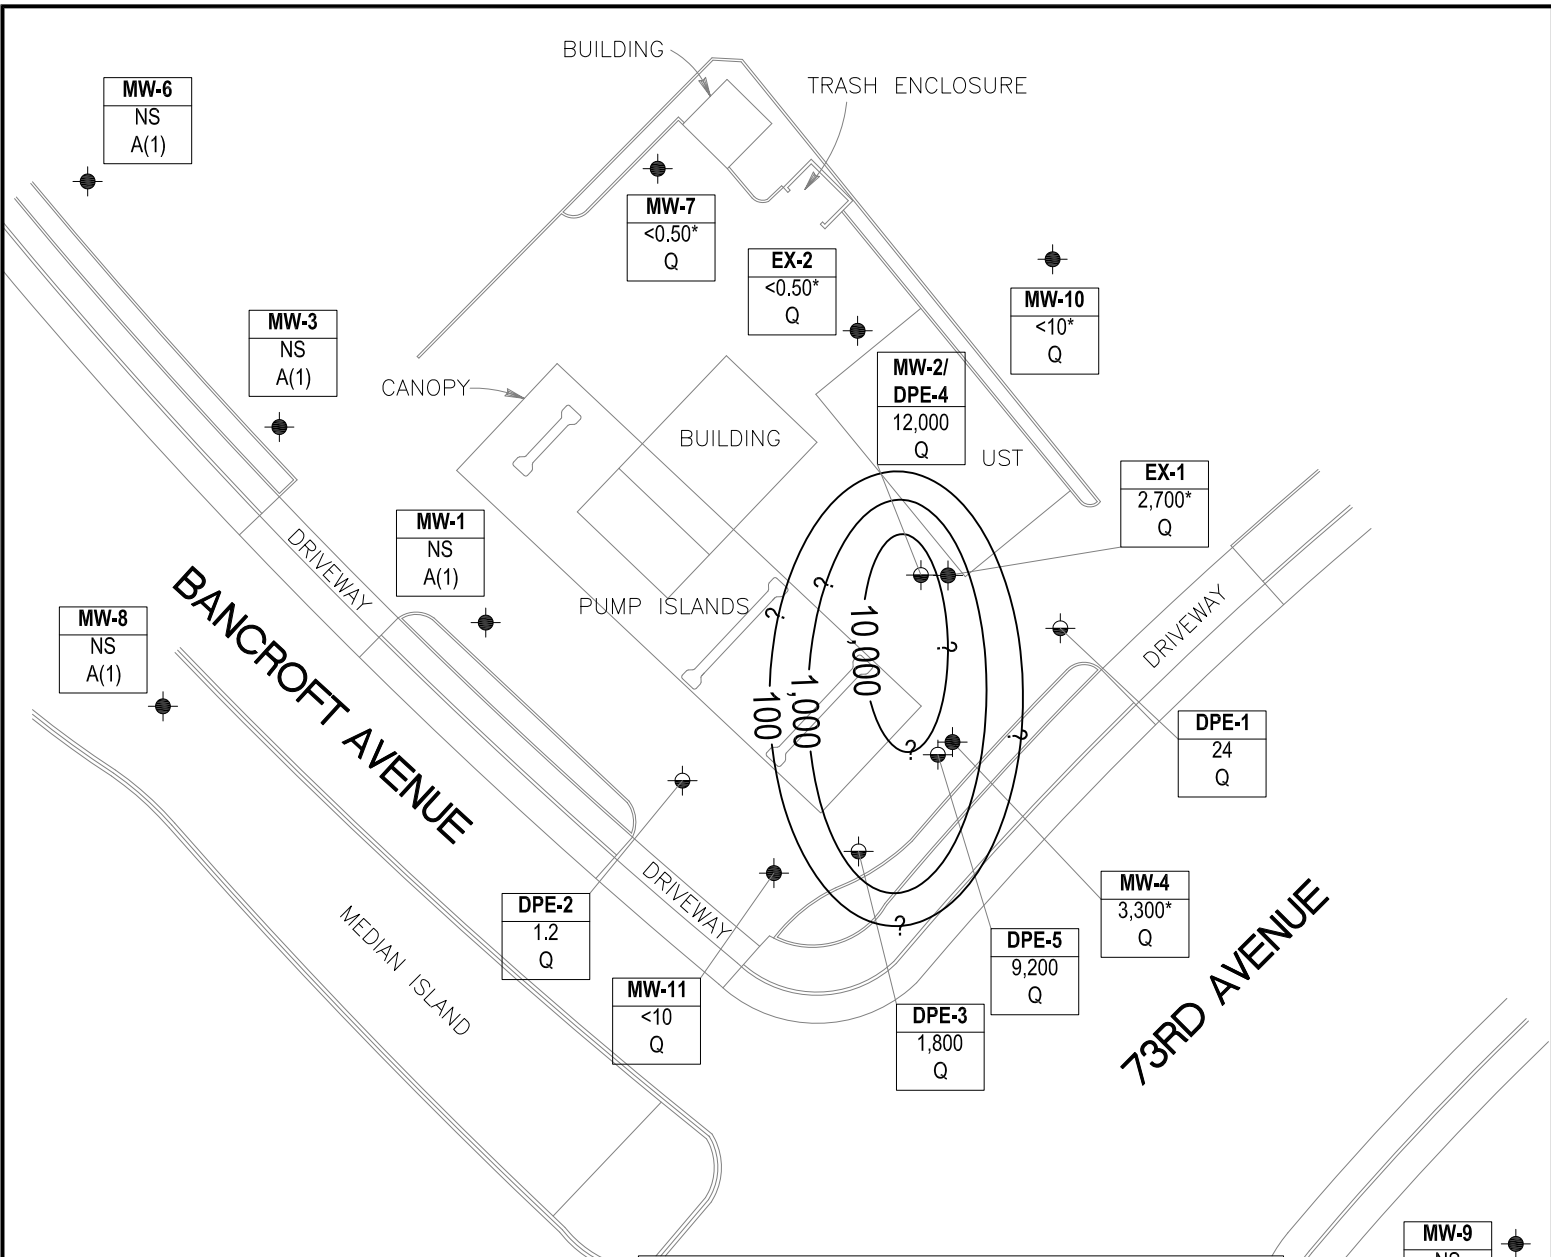 BUILDING
TRASH ENCLOSURE
MW-6
NS
A(1)
MW-7
<0.50*
Q
EX-2
<0.50*
Q
MW-10
<10*
Q
MW-3
NS
A(1)
CANOPY
MW-2/
DPE-4
12,000
Q
BUILDING
UST
EX-1
2,700*
Q
MW-1
NS
A(1)
DRIVEWAY
PUMP ISLANDS
?
?
?
10,000
1,000
100
?
?
?
DRIVEWAY
MW-8
NS
A(1)
BANCROFT AVENUE
DPE-1
24
Q
DRIVEWAY
MW-4
3,300*
Q
DPE-2
1.2
Q
MEDIAN ISLAND
DPE-5
9,200
Q
MW-11
<10
Q
DPE-3
1,800
Q
73RD AVENUE
MW-9
NS